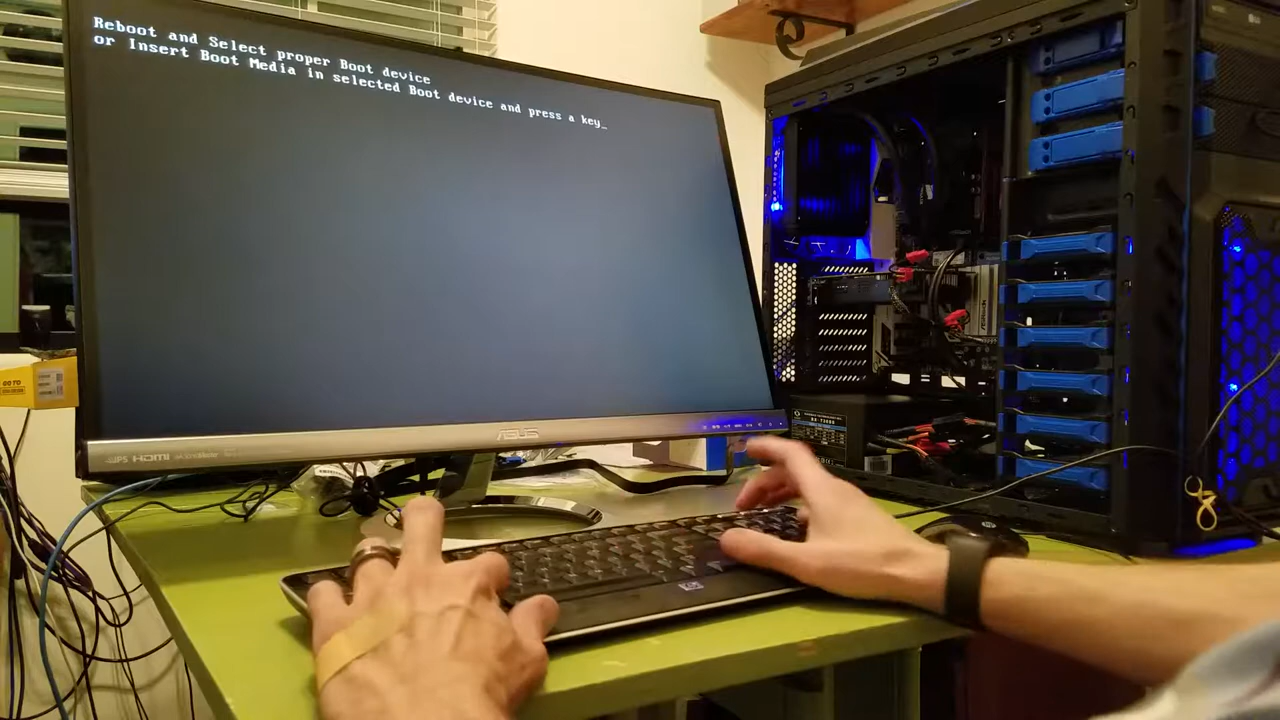 Reboot and Select proper Boot device
or Insert Boot Media in selected Boot device and press a key_
ASUS
HDMI
hp